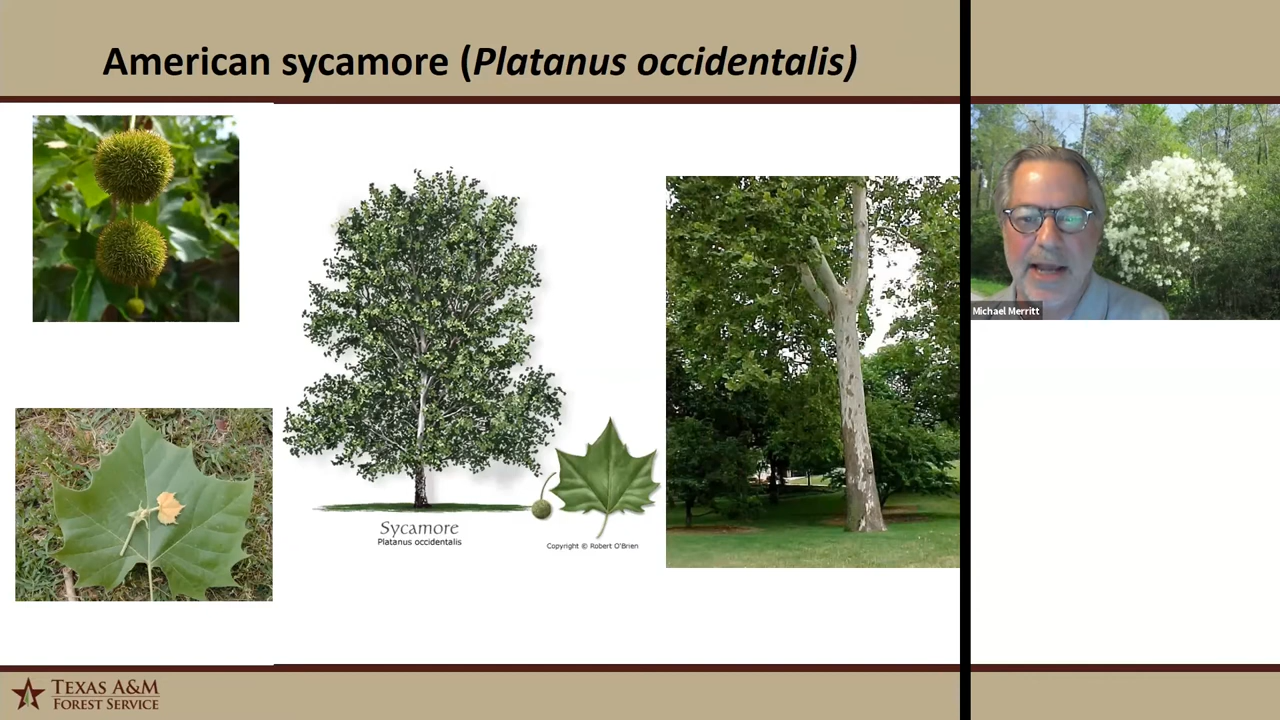 American sycamore (Platanus occidentalis)
Michael Merritt
Sycamore
Platanus occidentalis
Copyright © Robert O'Brien
TEXAS A&M
FOREST SERVICE